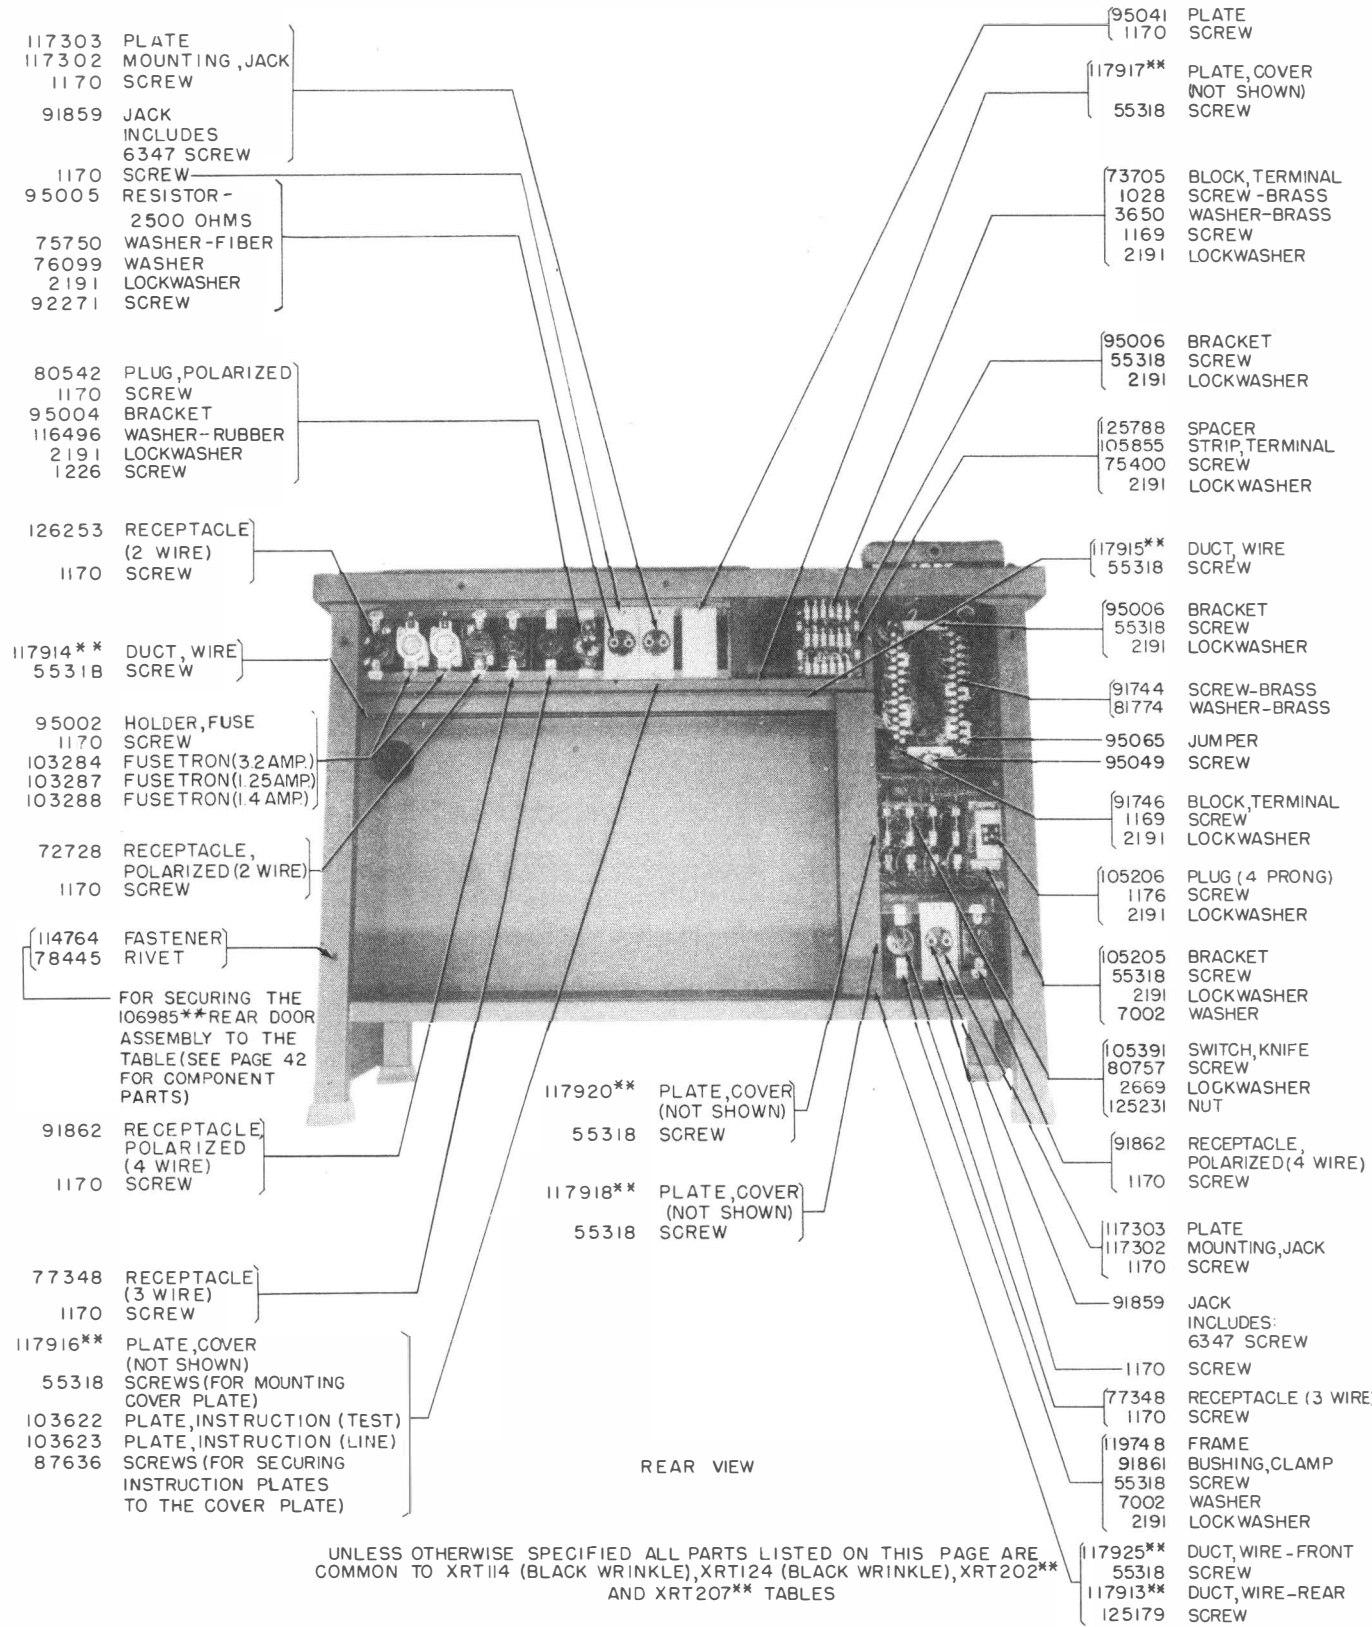 117303 PLATE
117302 MOUNTING, JACK
1170 SCREW
91859 JACK
INCLUDES
6347 SCREW
1170 SCREW
95005 RESISTOR-
2500 OHMS
75750 WASHER-FIBER
76099 WASHER
2191 LOCKWASHER
92271 SCREW
80542 PLUG, POLARIZED
1170 SCREW
95004 BRACKET
116496 WASHER-RUBBER
2191 LOCKWASHER
1226 SCREW
126253 RECEPTACLE
(2 WIRE)
1170 SCREW
117914** DUCT, WIRE
55318 SCREW
95002 HOLDER, FUSE
1170 SCREW
103284 FUSETRON (3.2 AMP.)
103287 FUSETRON (1.25 AMP.)
103288 FUSETRON (1.4 AMP.)
72728 RECEPTACLE,
POLARIZED (2 WIRE)
1170 SCREW
114764 FASTENER
78445 RIVET
FOR SECURING THE
106985** REAR DOOR
ASSEMBLY TO THE
TABLE (SEE PAGE 42
FOR COMPONENT
PARTS)
91862 RECEPTACLE,
POLARIZED
(4 WIRE)
1170 SCREW
77348 RECEPTACLE
(3 WIRE)
1170 SCREW
117916** PLATE, COVER
(NOT SHOWN)
55318 SCREWS (FOR MOUNTING
COVER PLATE)
103622 PLATE, INSTRUCTION (TEST)
103623 PLATE, INSTRUCTION (LINE)
87636 SCREWS (FOR SECURING
INSTRUCTION PLATES
TO THE COVER PLATE)
117920** PLATE, COVER
(NOT SHOWN)
55318 SCREW
117918** PLATE, COVER
(NOT SHOWN)
55318 SCREW
REAR VIEW
95041 PLATE
1170 SCREW
117917** PLATE, COVER
(NOT SHOWN)
55318 SCREW
73705 BLOCK, TERMINAL
1028 SCREW-BRASS
3650 WASHER-BRASS
1169 SCREW
2191 LOCKWASHER
95006 BRACKET
55318 SCREW
2191 LOCKWASHER
125788 SPACER
105855 STRIP, TERMINAL
75400 SCREW
2191 LOCKWASHER
117915** DUCT, WIRE
55318 SCREW
95006 BRACKET
55318 SCREW
2191 LOCKWASHER
91744 SCREW-BRASS
81774 WASHER-BRASS
95065 JUMPER
95049 SCREW
91746 BLOCK, TERMINAL
1169 SCREW
2191 LOCKWASHER
105206 PLUG (4 PRONG)
1176 SCREW
2191 LOCKWASHER
105205 BRACKET
55318 SCREW
2191 LOCKWASHER
7002 WASHER
105391 SWITCH, KNIFE
80757 SCREW
2669 LOCKWASHER
125231 NUT
91862 RECEPTACLE,
POLARIZED (4 WIRE)
1170 SCREW
117303 PLATE
117302 MOUNTING, JACK
1170 SCREW
91859 JACK
INCLUDES:
6347 SCREW
1170 SCREW
77348 RECEPTACLE (3 WIRE)
1170 SCREW
119748 FRAME
91861 BUSHING, CLAMP
55318 SCREW
7002 WASHER
2191 LOCKWASHER
117925** DUCT, WIRE-FRONT
55318 SCREW
117913** DUCT, WIRE-REAR
125179 SCREW
UNLESS OTHERWISE SPECIFIED ALL PARTS LISTED ON THIS PAGE ARE
COMMON TO XRT114 (BLACK WRINKLE), XRT124 (BLACK WRINKLE), XRT202**
AND XRT207** TABLES